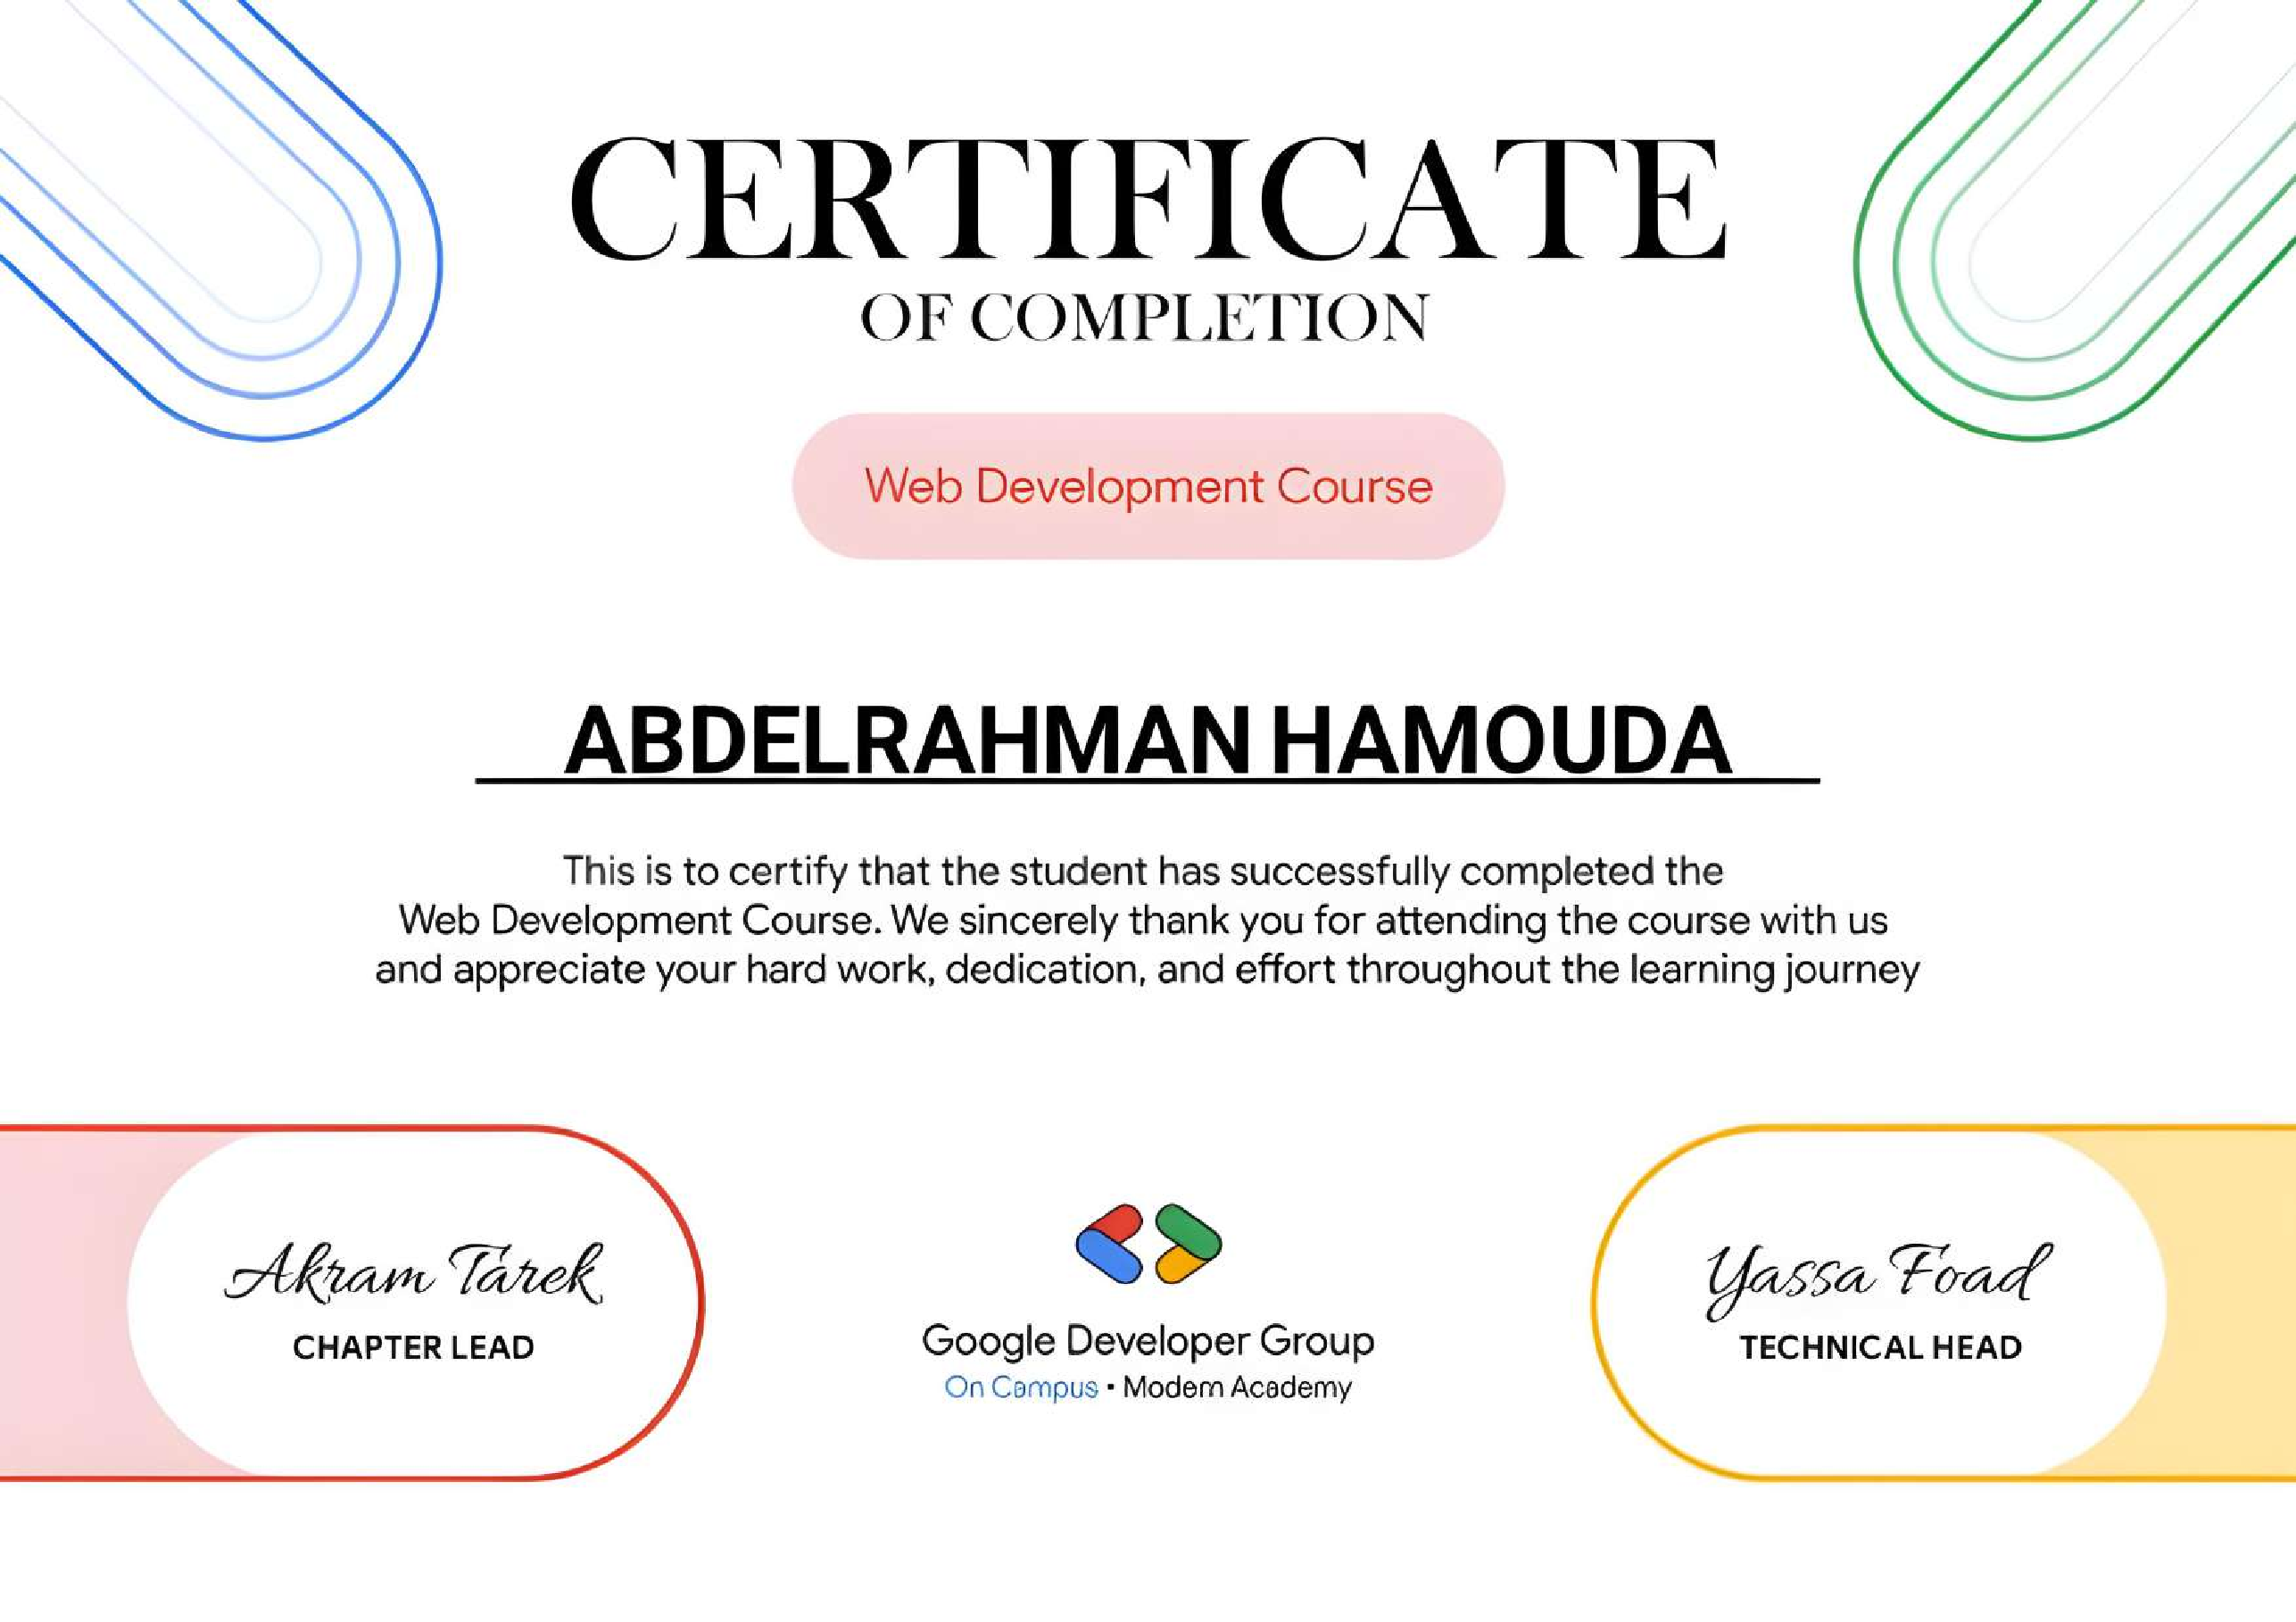 CERTIFICATE
OF COMPLETION
Web Development Course
ABDELRAHMAN HAMOUDA
This is to certify that the student has successfully completed the
Web Development Course. We sincerely thank you for attending the course with us
and appreciate your hard work, dedication, and effort throughout the learning journey
Akram Tarek
CHAPTER LEAD
Google Developer Group
On Campus • Modern Academy
Yassa Foad
TECHNICAL HEAD